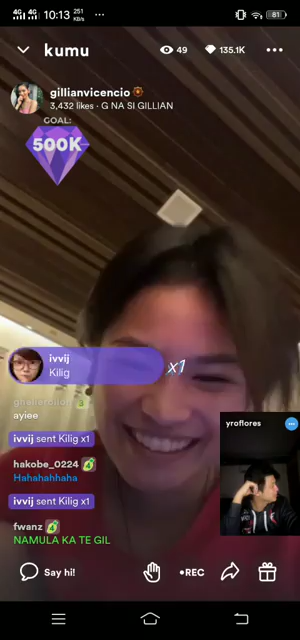 4G 4G 10:13 251 KB/s ... 81
kumu 49 135.1K
gillianvicencio
3,432 likes · G NA SI GILLIAN
GOAL:
500K
ivvij
Kilig x1
ayiee
ivvij sent Kilig x1
yroflores
hakobe_0224
Hahahahhaha
ivvij sent Kilig x1
fwanz
NAMULA KA TE GIL
Say hi! •REC